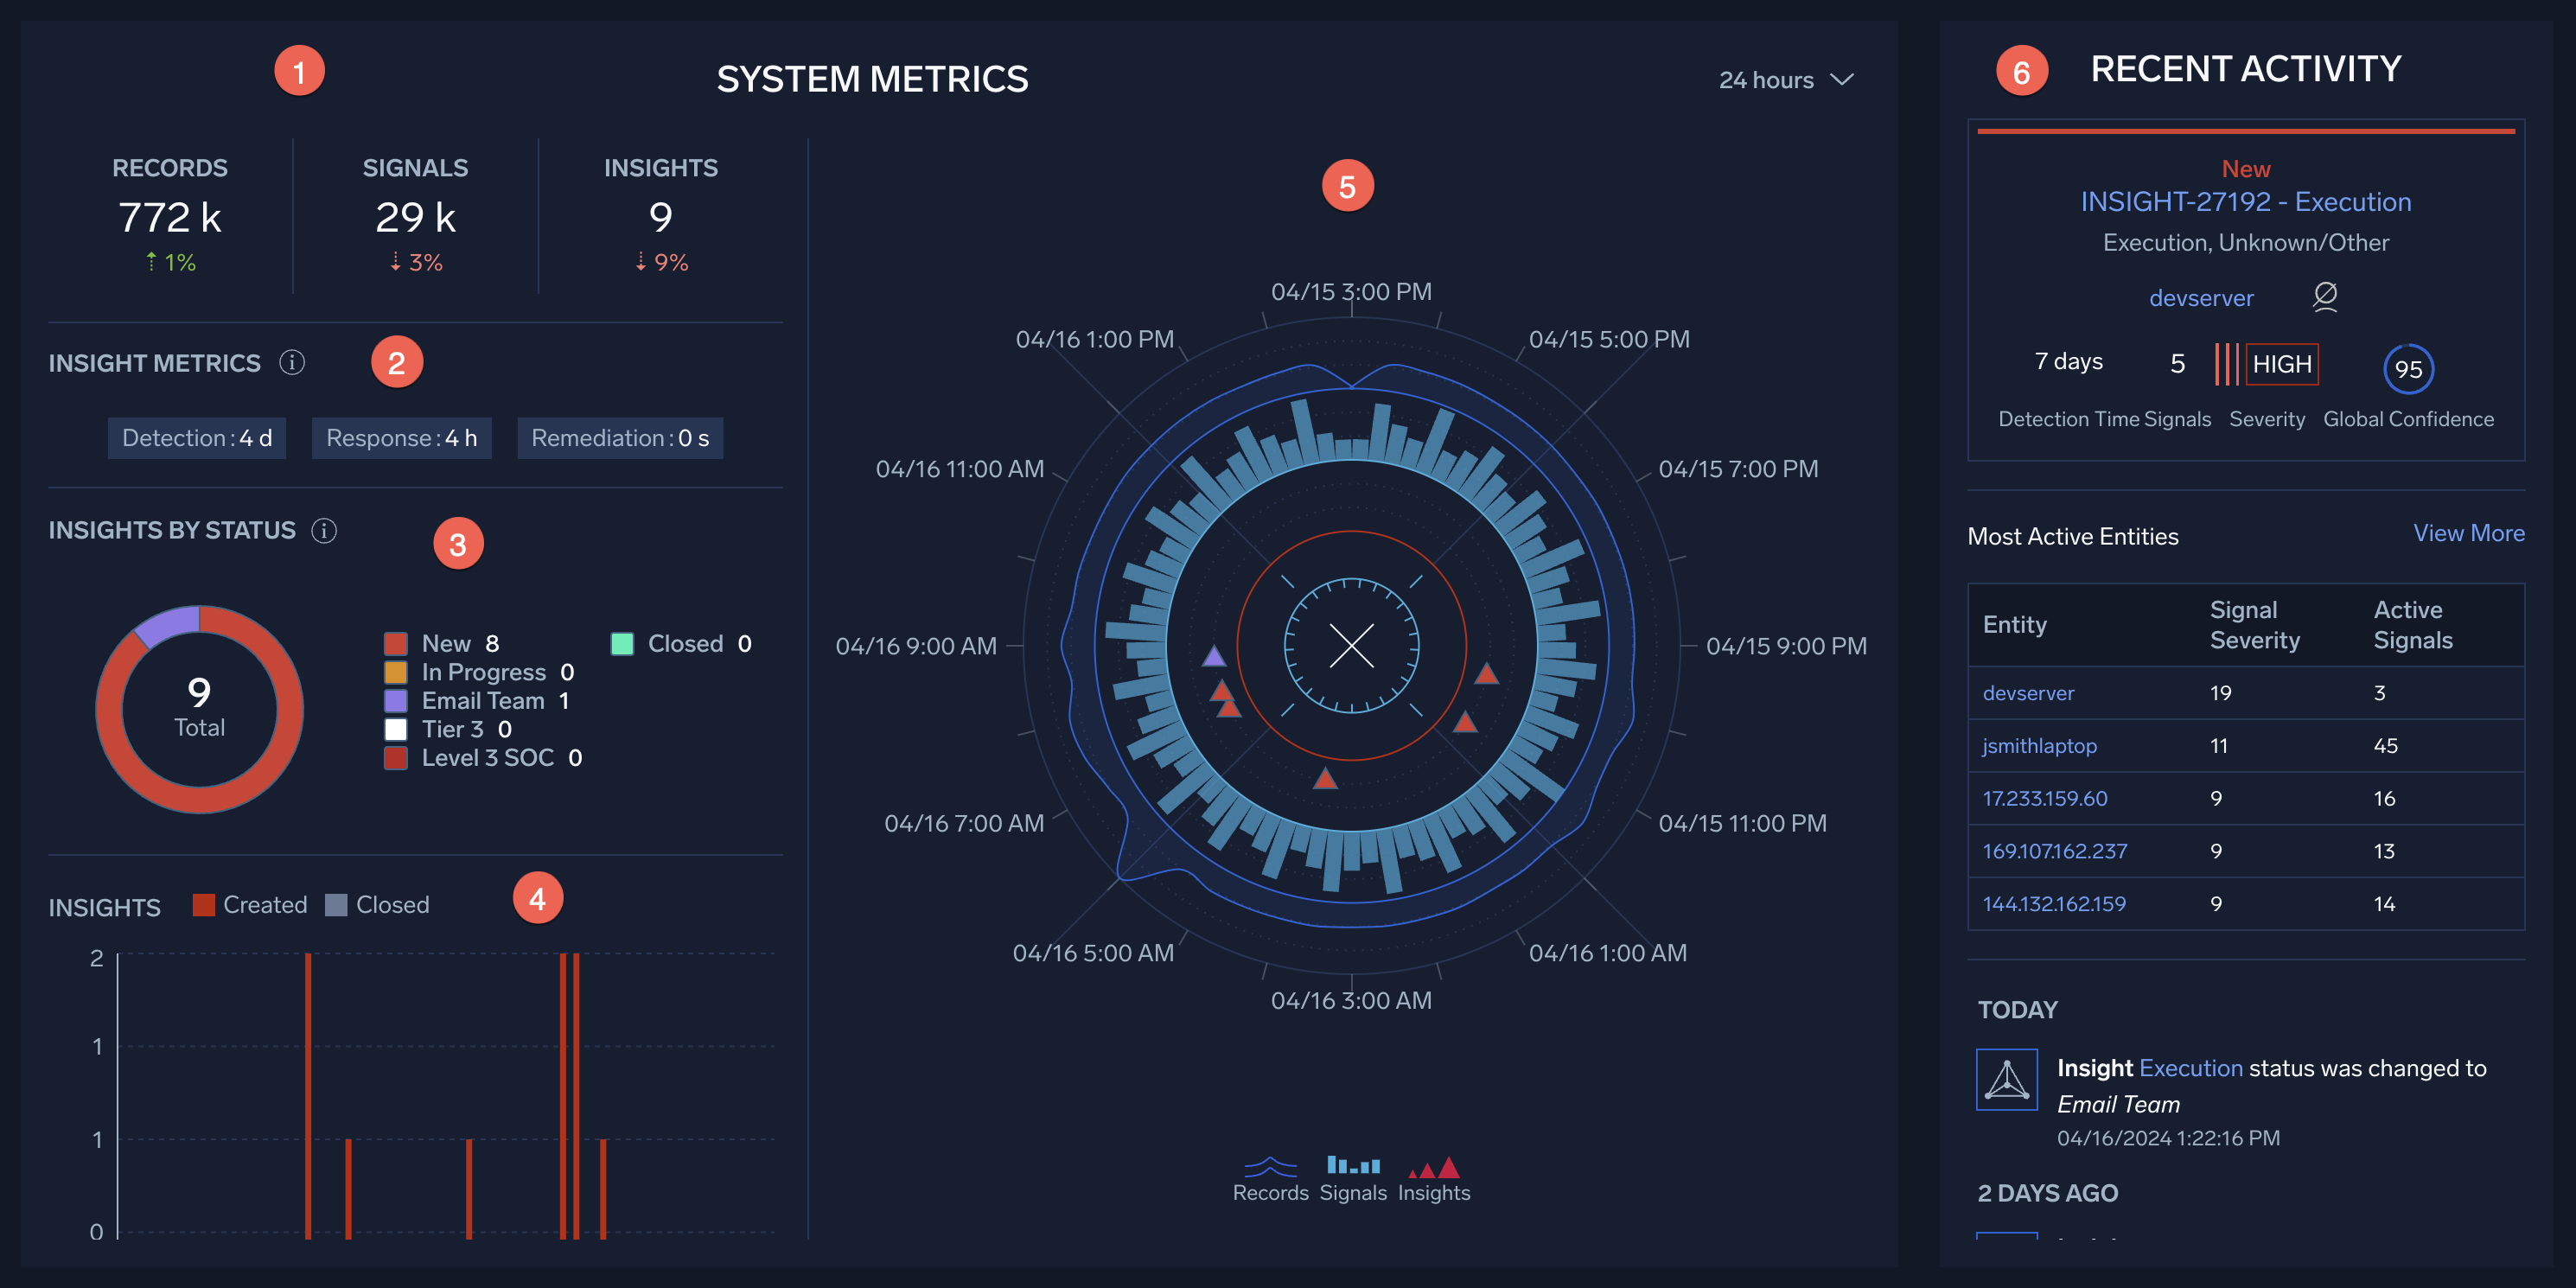 1
SYSTEM METRICS
24 hours
RECORDS
772 k
1%
SIGNALS
29 k
3%
INSIGHTS
9
9%
INSIGHT METRICS
2
Detection : 4 d
Response : 4 h
Remediation : 0 s
INSIGHTS BY STATUS
3
9
Total
New 8
In Progress 0
Email Team 1
Tier 3 0
Level 3 SOC 0
Closed 0
INSIGHTS
Created
Closed
4
2
1
1
0
5
04/15 3:00 PM
04/15 5:00 PM
04/15 7:00 PM
04/15 9:00 PM
04/15 11:00 PM
04/16 1:00 AM
04/16 3:00 AM
04/16 5:00 AM
04/16 7:00 AM
04/16 9:00 AM
04/16 11:00 AM
04/16 1:00 PM
Records
Signals
Insights
6
RECENT ACTIVITY
New
INSIGHT-27192 - Execution
Execution, Unknown/Other
devserver
7 days
5
HIGH
95
Detection Time
Signals
Severity
Global Confidence
Most Active Entities
View More
Entity
Signal Severity
Active Signals
devserver 19 3
jsmithlaptop 11 45
17.233.159.60 9 16
169.107.162.237 9 13
144.132.162.159 9 14
TODAY
Insight Execution status was changed to
Email Team
04/16/2024 1:22:16 PM
2 DAYS AGO